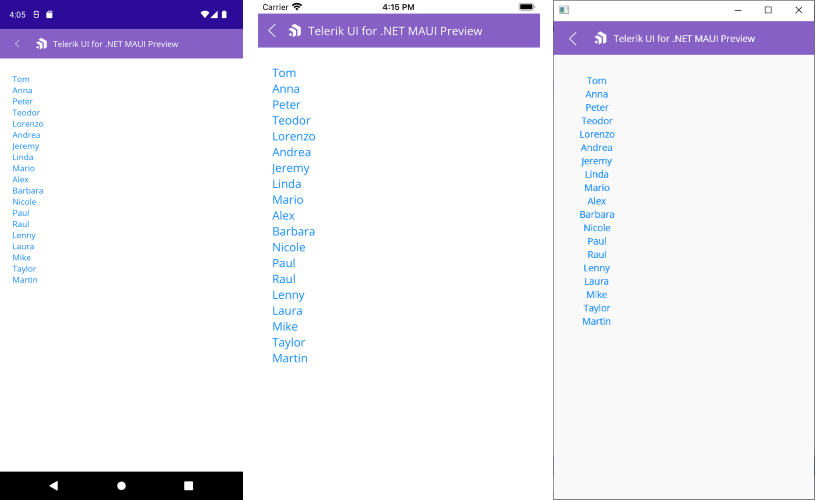 4:05
Telerik UI for .NET MAUI Preview
Tom
Anna
Peter
Teodor
Lorenzo
Andrea
Jeremy
Linda
Mario
Alex
Barbara
Nicole
Paul
Raul
Lenny
Laura
Mike
Taylor
Martin
Carrier 4:15 PM
Telerik UI for .NET MAUI Preview
Tom
Anna
Peter
Teodor
Lorenzo
Andrea
Jeremy
Linda
Mario
Alex
Barbara
Nicole
Paul
Raul
Lenny
Laura
Mike
Taylor
Martin
Telerik UI for .NET MAUI Preview
Tom
Anna
Peter
Teodor
Lorenzo
Andrea
Jeremy
Linda
Mario
Alex
Barbara
Nicole
Paul
Raul
Lenny
Laura
Mike
Taylor
Martin